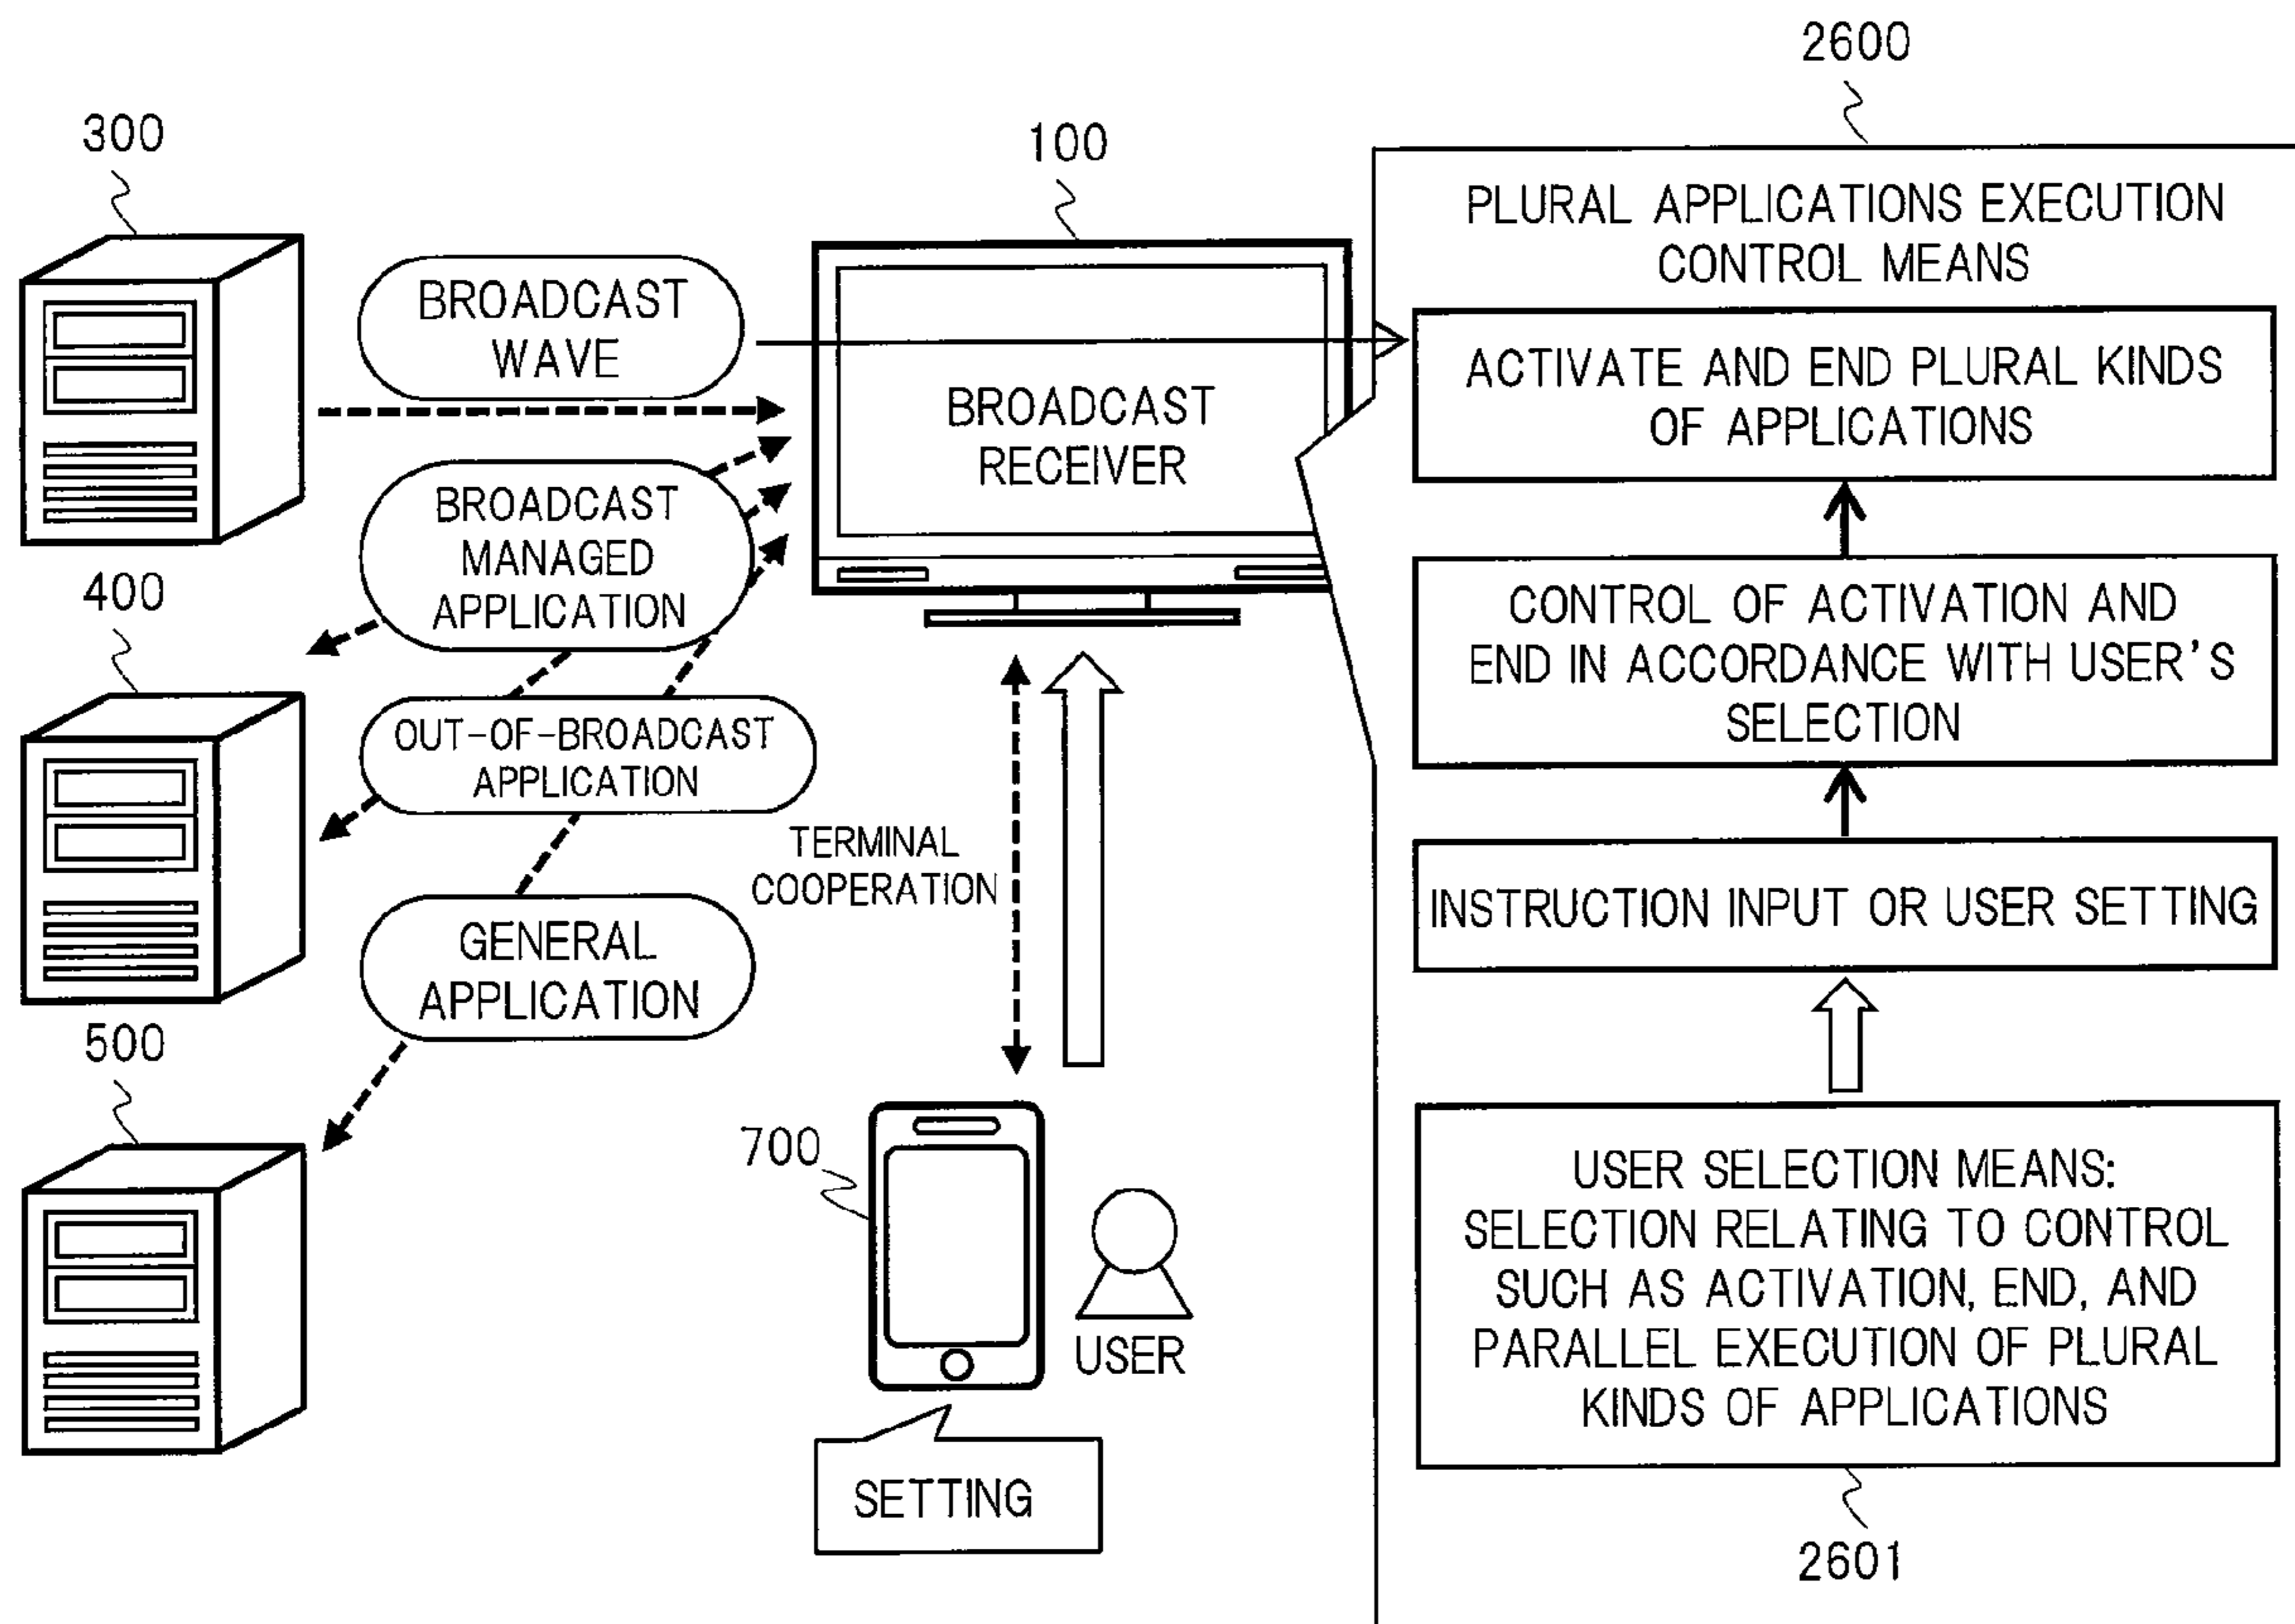 300
BROADCAST
WAVE
BROADCAST
MANAGED
APPLICATION
400
OUT-OF-BROADCAST
APPLICATION
GENERAL
APPLICATION
500
100
BROADCAST
RECEIVER
TERMINAL
COOPERATION
700
USER
SETTING
2600
PLURAL APPLICATIONS EXECUTION
CONTROL MEANS
ACTIVATE AND END PLURAL KINDS
OF APPLICATIONS
CONTROL OF ACTIVATION AND
END IN ACCORDANCE WITH USER'S
SELECTION
INSTRUCTION INPUT OR USER SETTING
USER SELECTION MEANS:
SELECTION RELATING TO CONTROL
SUCH AS ACTIVATION, END, AND
PARALLEL EXECUTION OF PLURAL
KINDS OF APPLICATIONS
2601